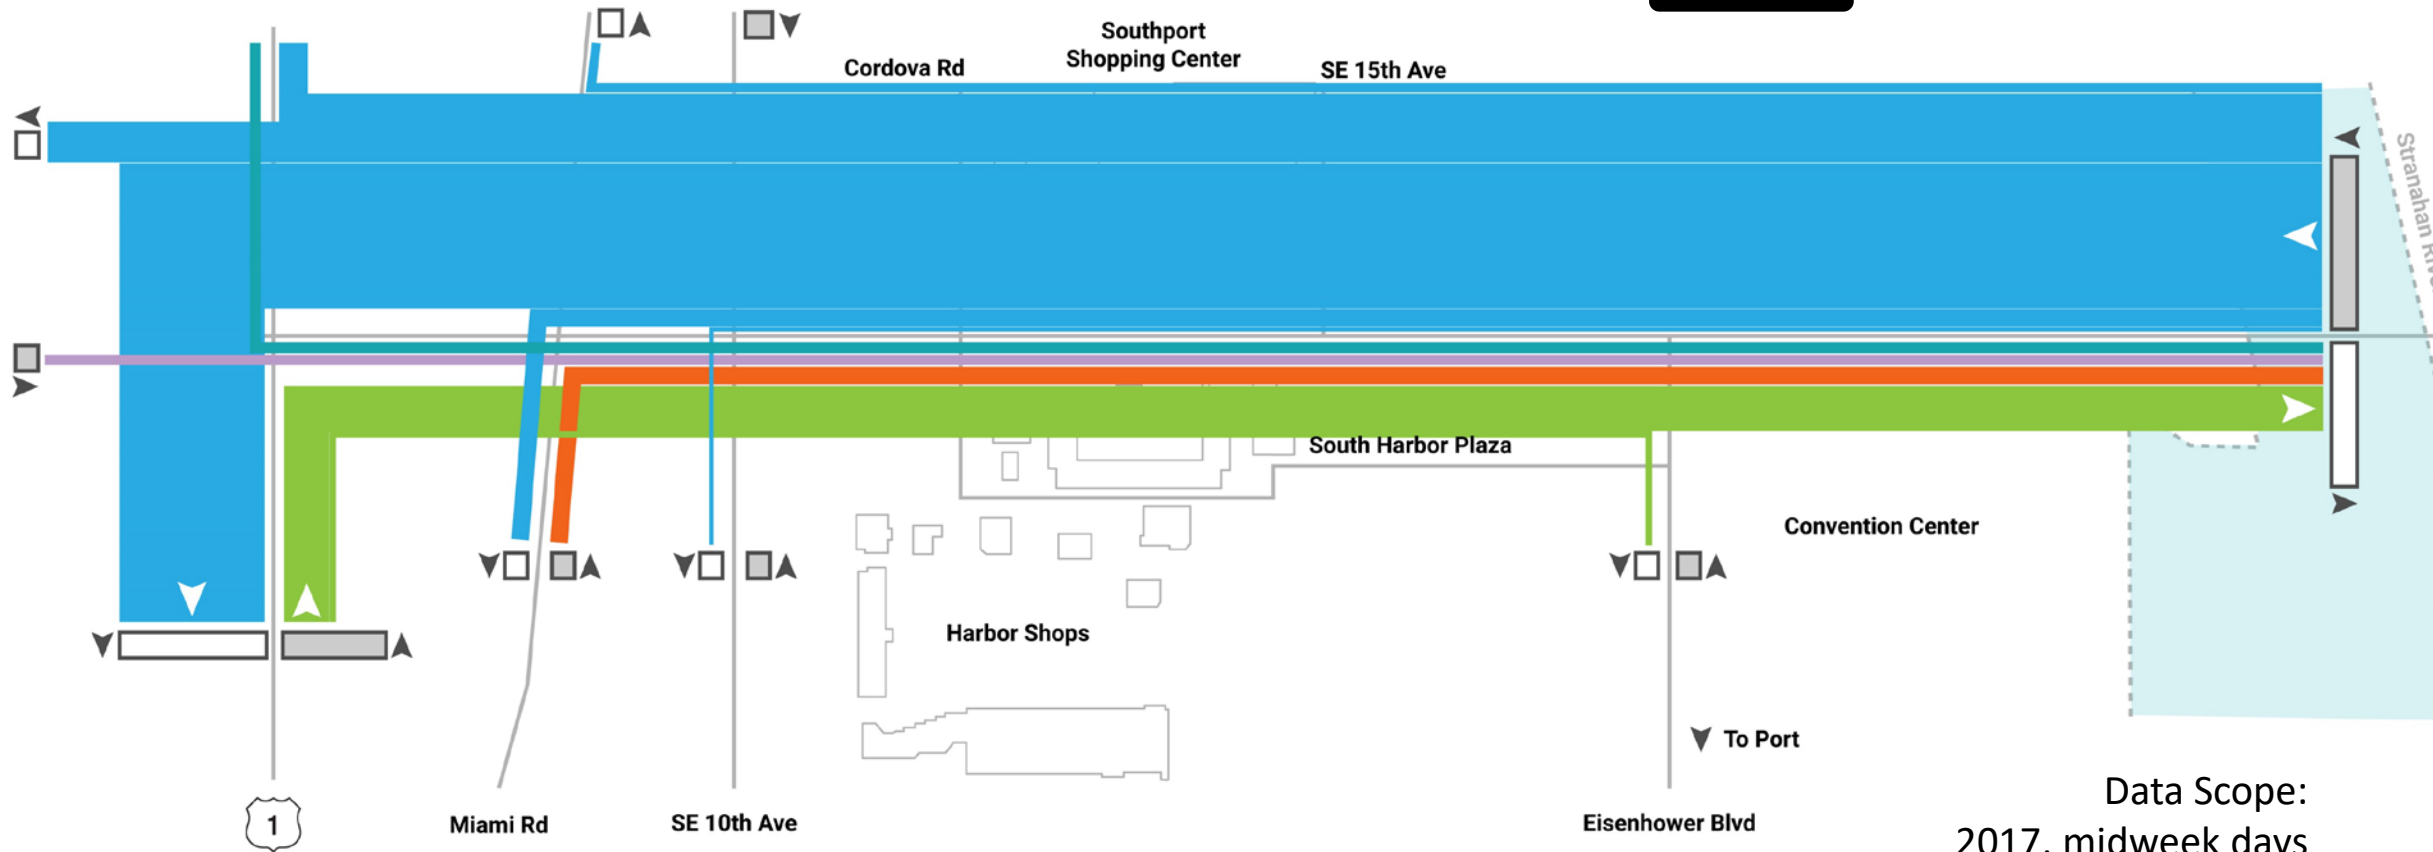 Southport
Shopping Center
Cordova Rd
SE 15th Ave
Stranahan
South Harbor Plaza
Convention Center
Harbor Shops
To Port
1
Miami Rd
SE 10th Ave
Eisenhower Blvd
Data Scope:
2017, midweek days